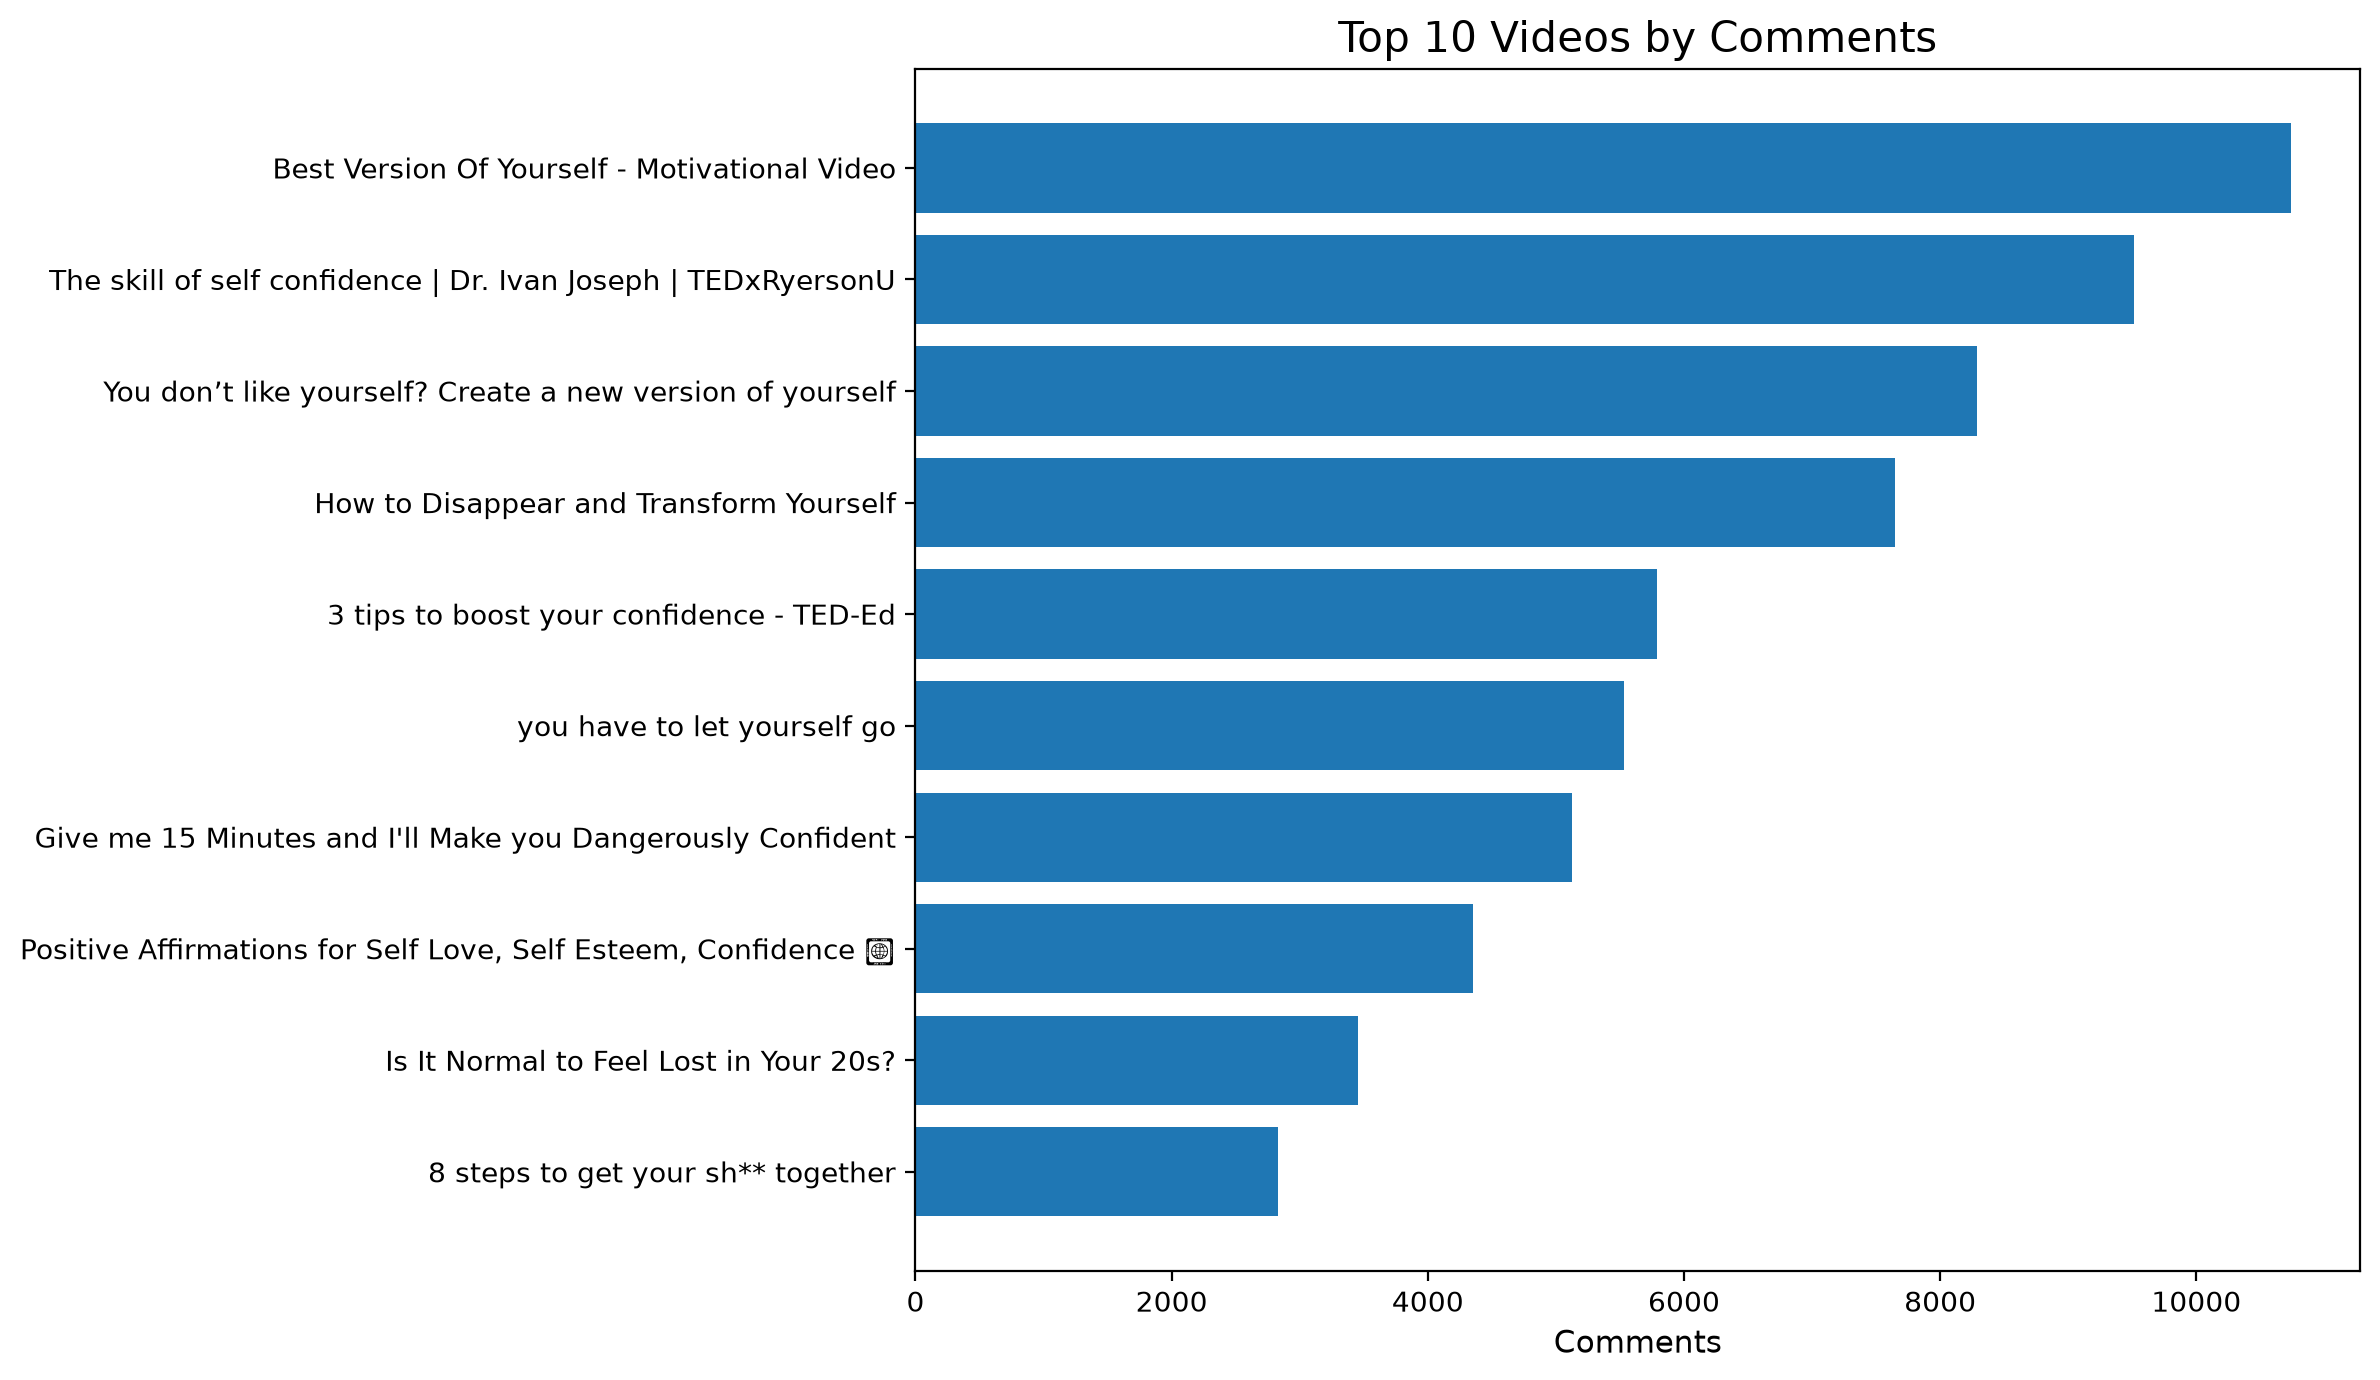 Top 10 Videos by Comments
Best Version Of Yourself - Motivational Video
The skill of self confidence | Dr. Ivan Joseph | TEDxRyersonU
You don’t like yourself? Create a new version of yourself
How to Disappear and Transform Yourself
3 tips to boost your confidence - TED-Ed
you have to let yourself go
Give me 15 Minutes and I'll Make you Dangerously Confident
Positive Affirmations for Self Love, Self Esteem, Confidence
Is It Normal to Feel Lost in Your 20s?
8 steps to get your sh** together
0 2000 4000 6000 8000 10000
Comments